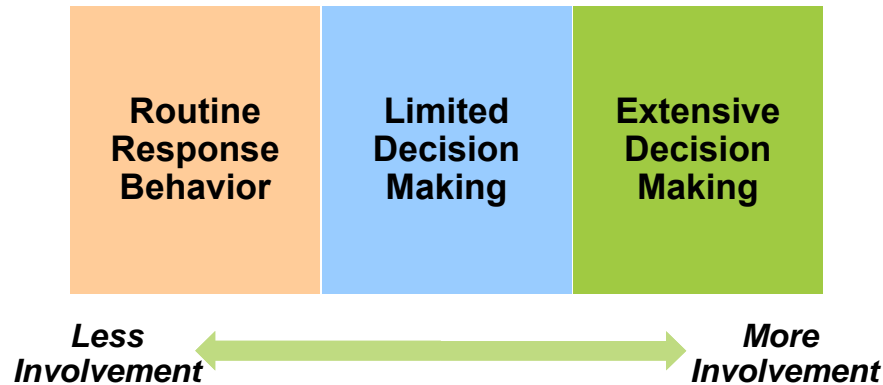 Routine
Response
Behavior
Limited
Decision
Making
Extensive
Decision
Making
Less
Involvement
More
Involvement